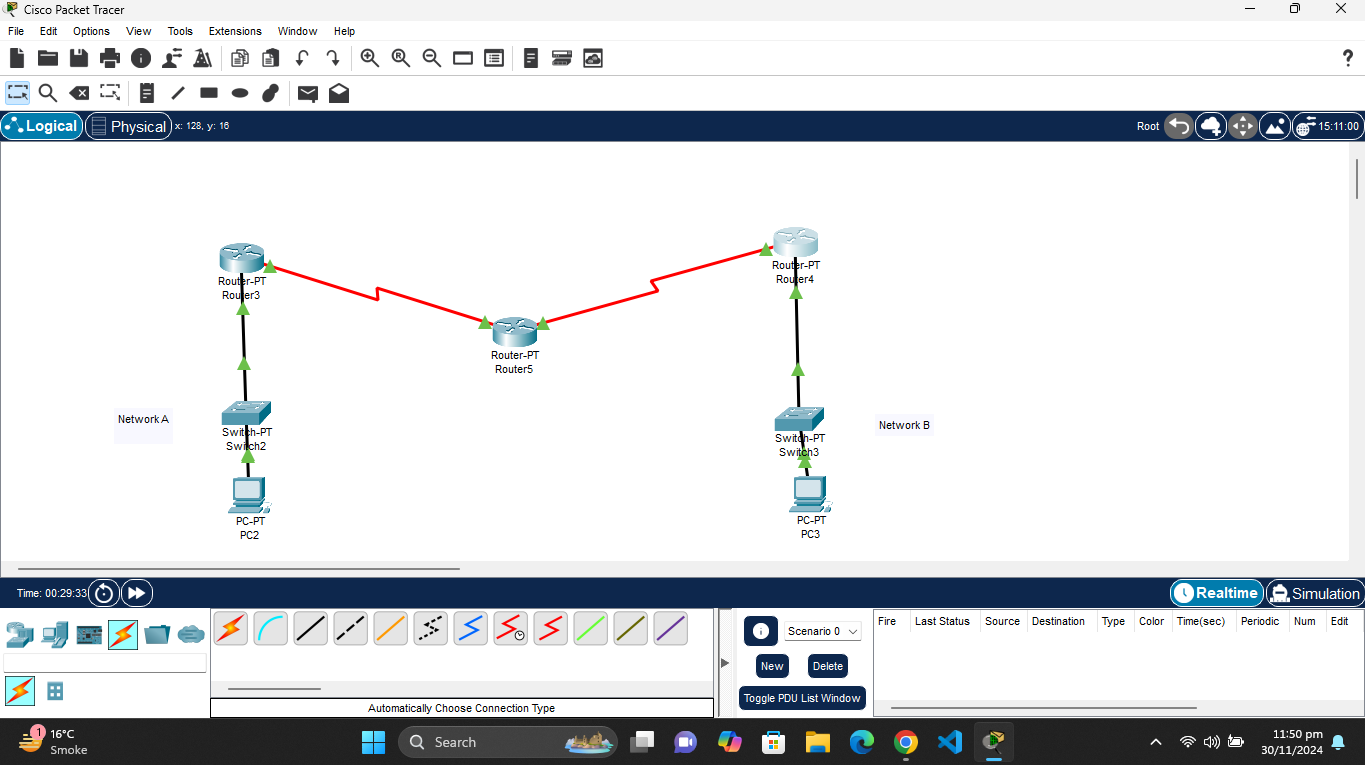 Cisco Packet Tracer
File Edit Options View Tools Extensions Window Help
Logical Physical x: 128, y: 16 Root 15:11:00
Router-PT
Router3
Router-PT
Router4
Router-PT
Router5
Network A
Switch-PT
Switch2
Switch-PT
Switch3
Network B
PC-PT
PC2
PC-PT
PC3
Time: 00:29:33 Realtime Simulation
Scenario 0
New Delete
Toggle PDU List Window
Fire Last Status Source Destination Type Color Time(sec) Periodic Num Edit
Automatically Choose Connection Type
1
16°C
Smoke
Search
11:50 pm
30/11/2024